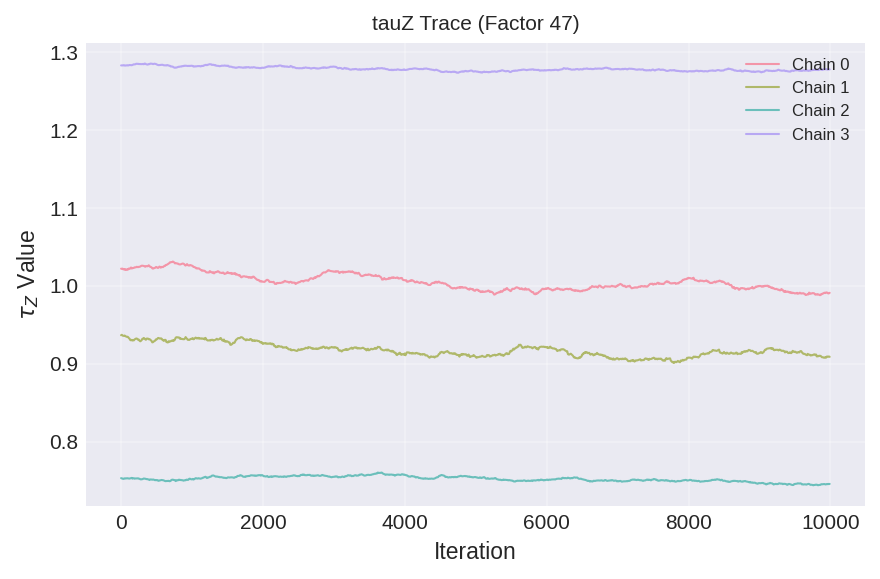 tauZ Trace (Factor 47)
1.3
1.2
1.1
1.0
0.9
0.8
τZ Value
Chain 0
Chain 1
Chain 2
Chain 3
0 2000 4000 6000 8000 10000
Iteration